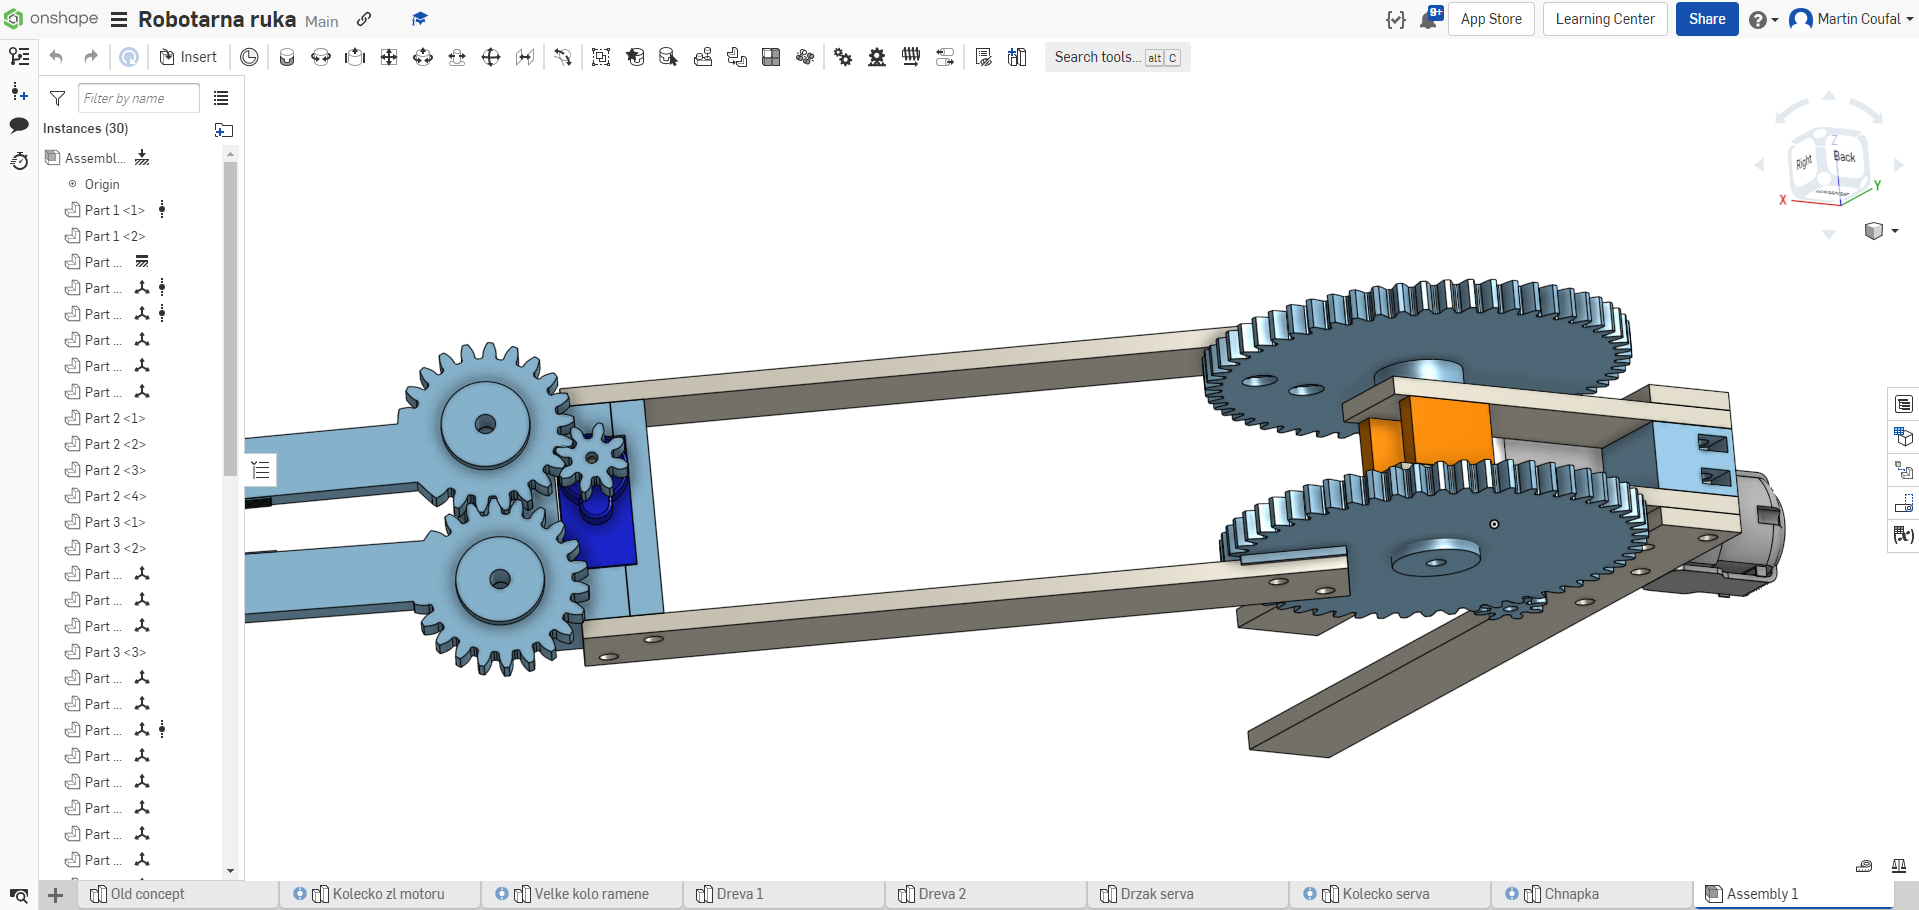 onshape
Robotarna ruka Main
9+
App Store
Learning Center
Share
Martin Coufal
Insert
Search tools... alt C
Filter by name
Instances (30)
Assembl...
Origin
Part 1 <1>
Part 1 <2>
Part ...
Part ...
Part ...
Part ...
Part ...
Part ...
Part 2 <1>
Part 2 <2>
Part 2 <3>
Part 2 <4>
Part 3 <1>
Part 3 <2>
Part ...
Part ...
Part ...
Part 3 <3>
Part ...
Part ...
Part ...
Part ...
Part ...
Part ...
Part ...
Part ...
Z
Right
Back
X
Y
(x)
Old concept
Kolecko zl motoru
Velke kolo ramene
Dreva 1
Dreva 2
Drzak serva
Kolecko serva
Chnapka
Assembly 1